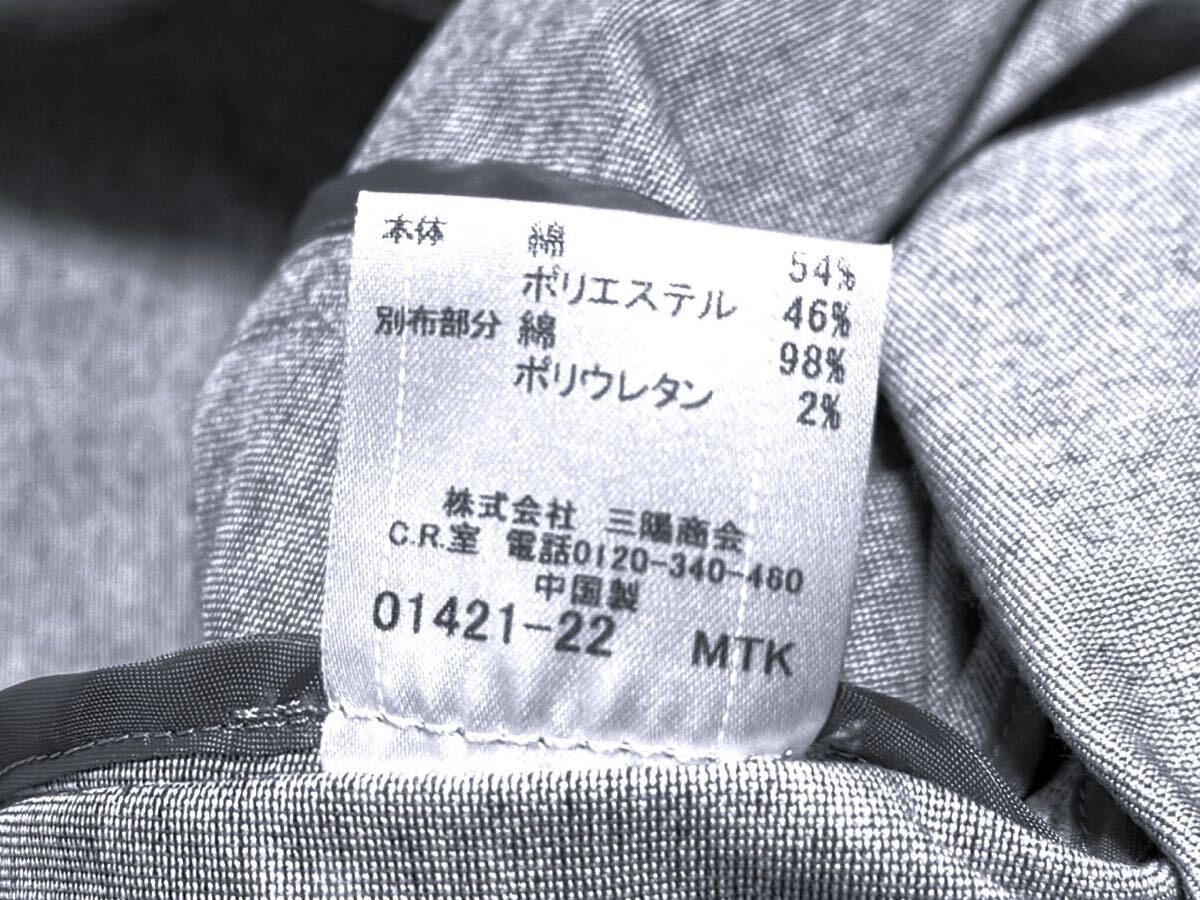 本体 綿 54%
ポリエステル 46%
別布部分 綿 98%
ポリウレタン 2%
株式会社 三陽商会
C.R.室 電話0120-340-460
中国製
01421-22 MTK